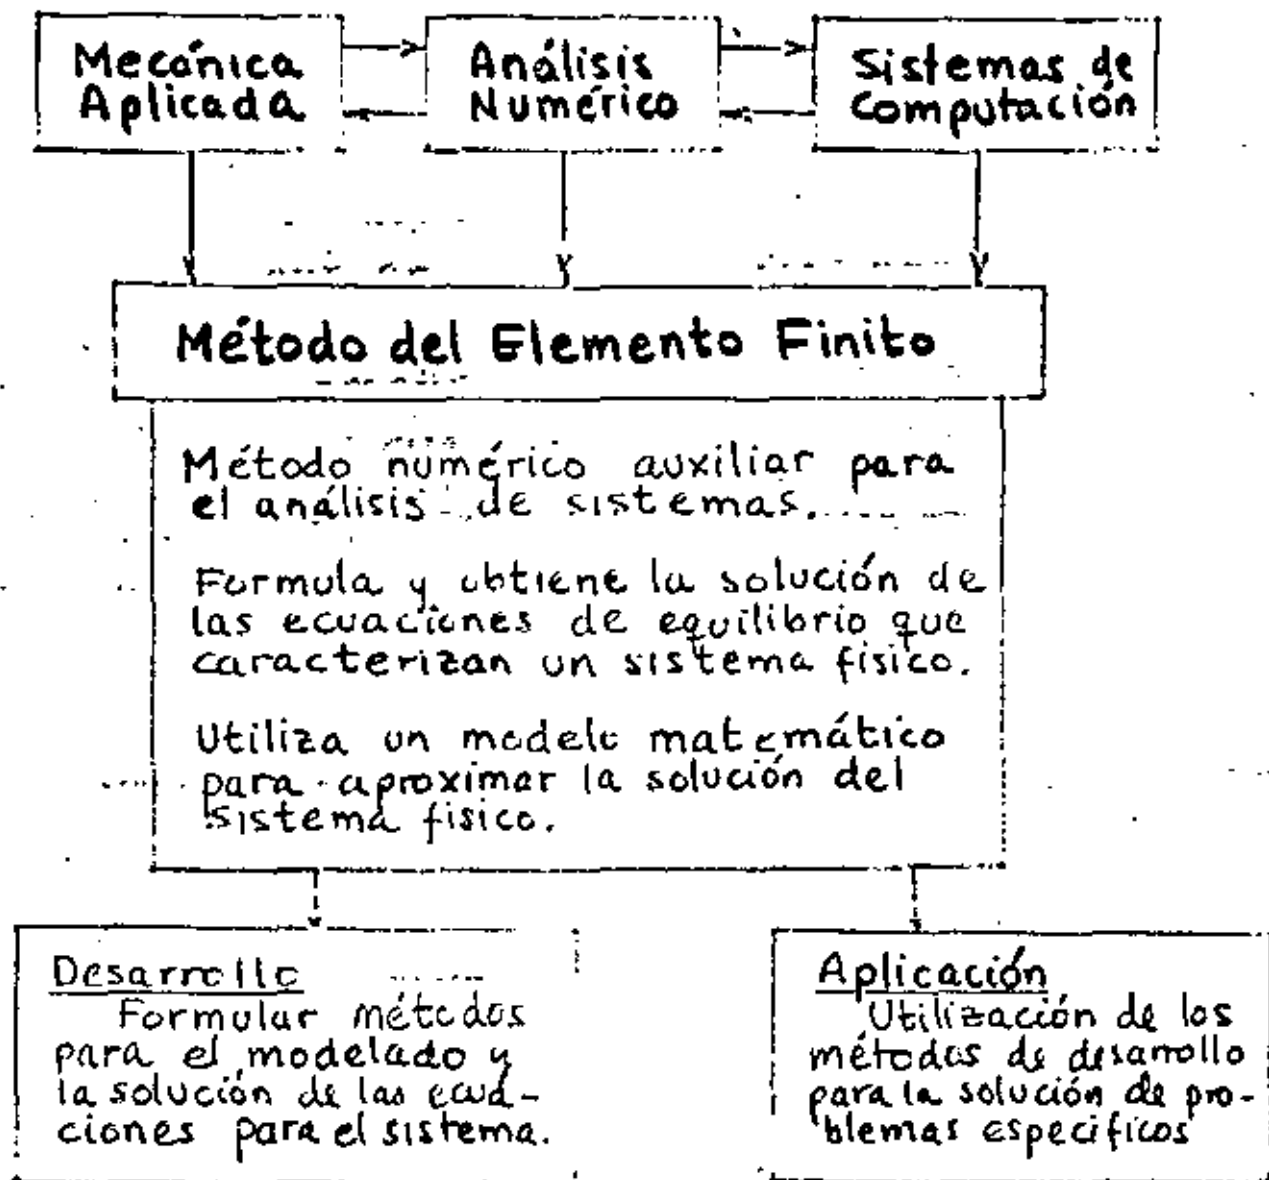 Mecánica
Aplicada
Análisis
Numérico
Sistemas de
Computación
Método del Elemento Finito
Método numérico auxiliar para
el análisis de sistemas.
Formula y obtiene la solución de
las ecuaciones de equilibrio que
caracterizan un sistema físico.
Utiliza un modelo matemático
para aproximar la solución del
sistema fisico.
Desarrollo
Formular métodos
para el modelado y
la solución de las ecua-
ciones para el sistema.
Aplicación
Utilización de los
métodos de desarrollo
para la solución de pro-
blemas especificos